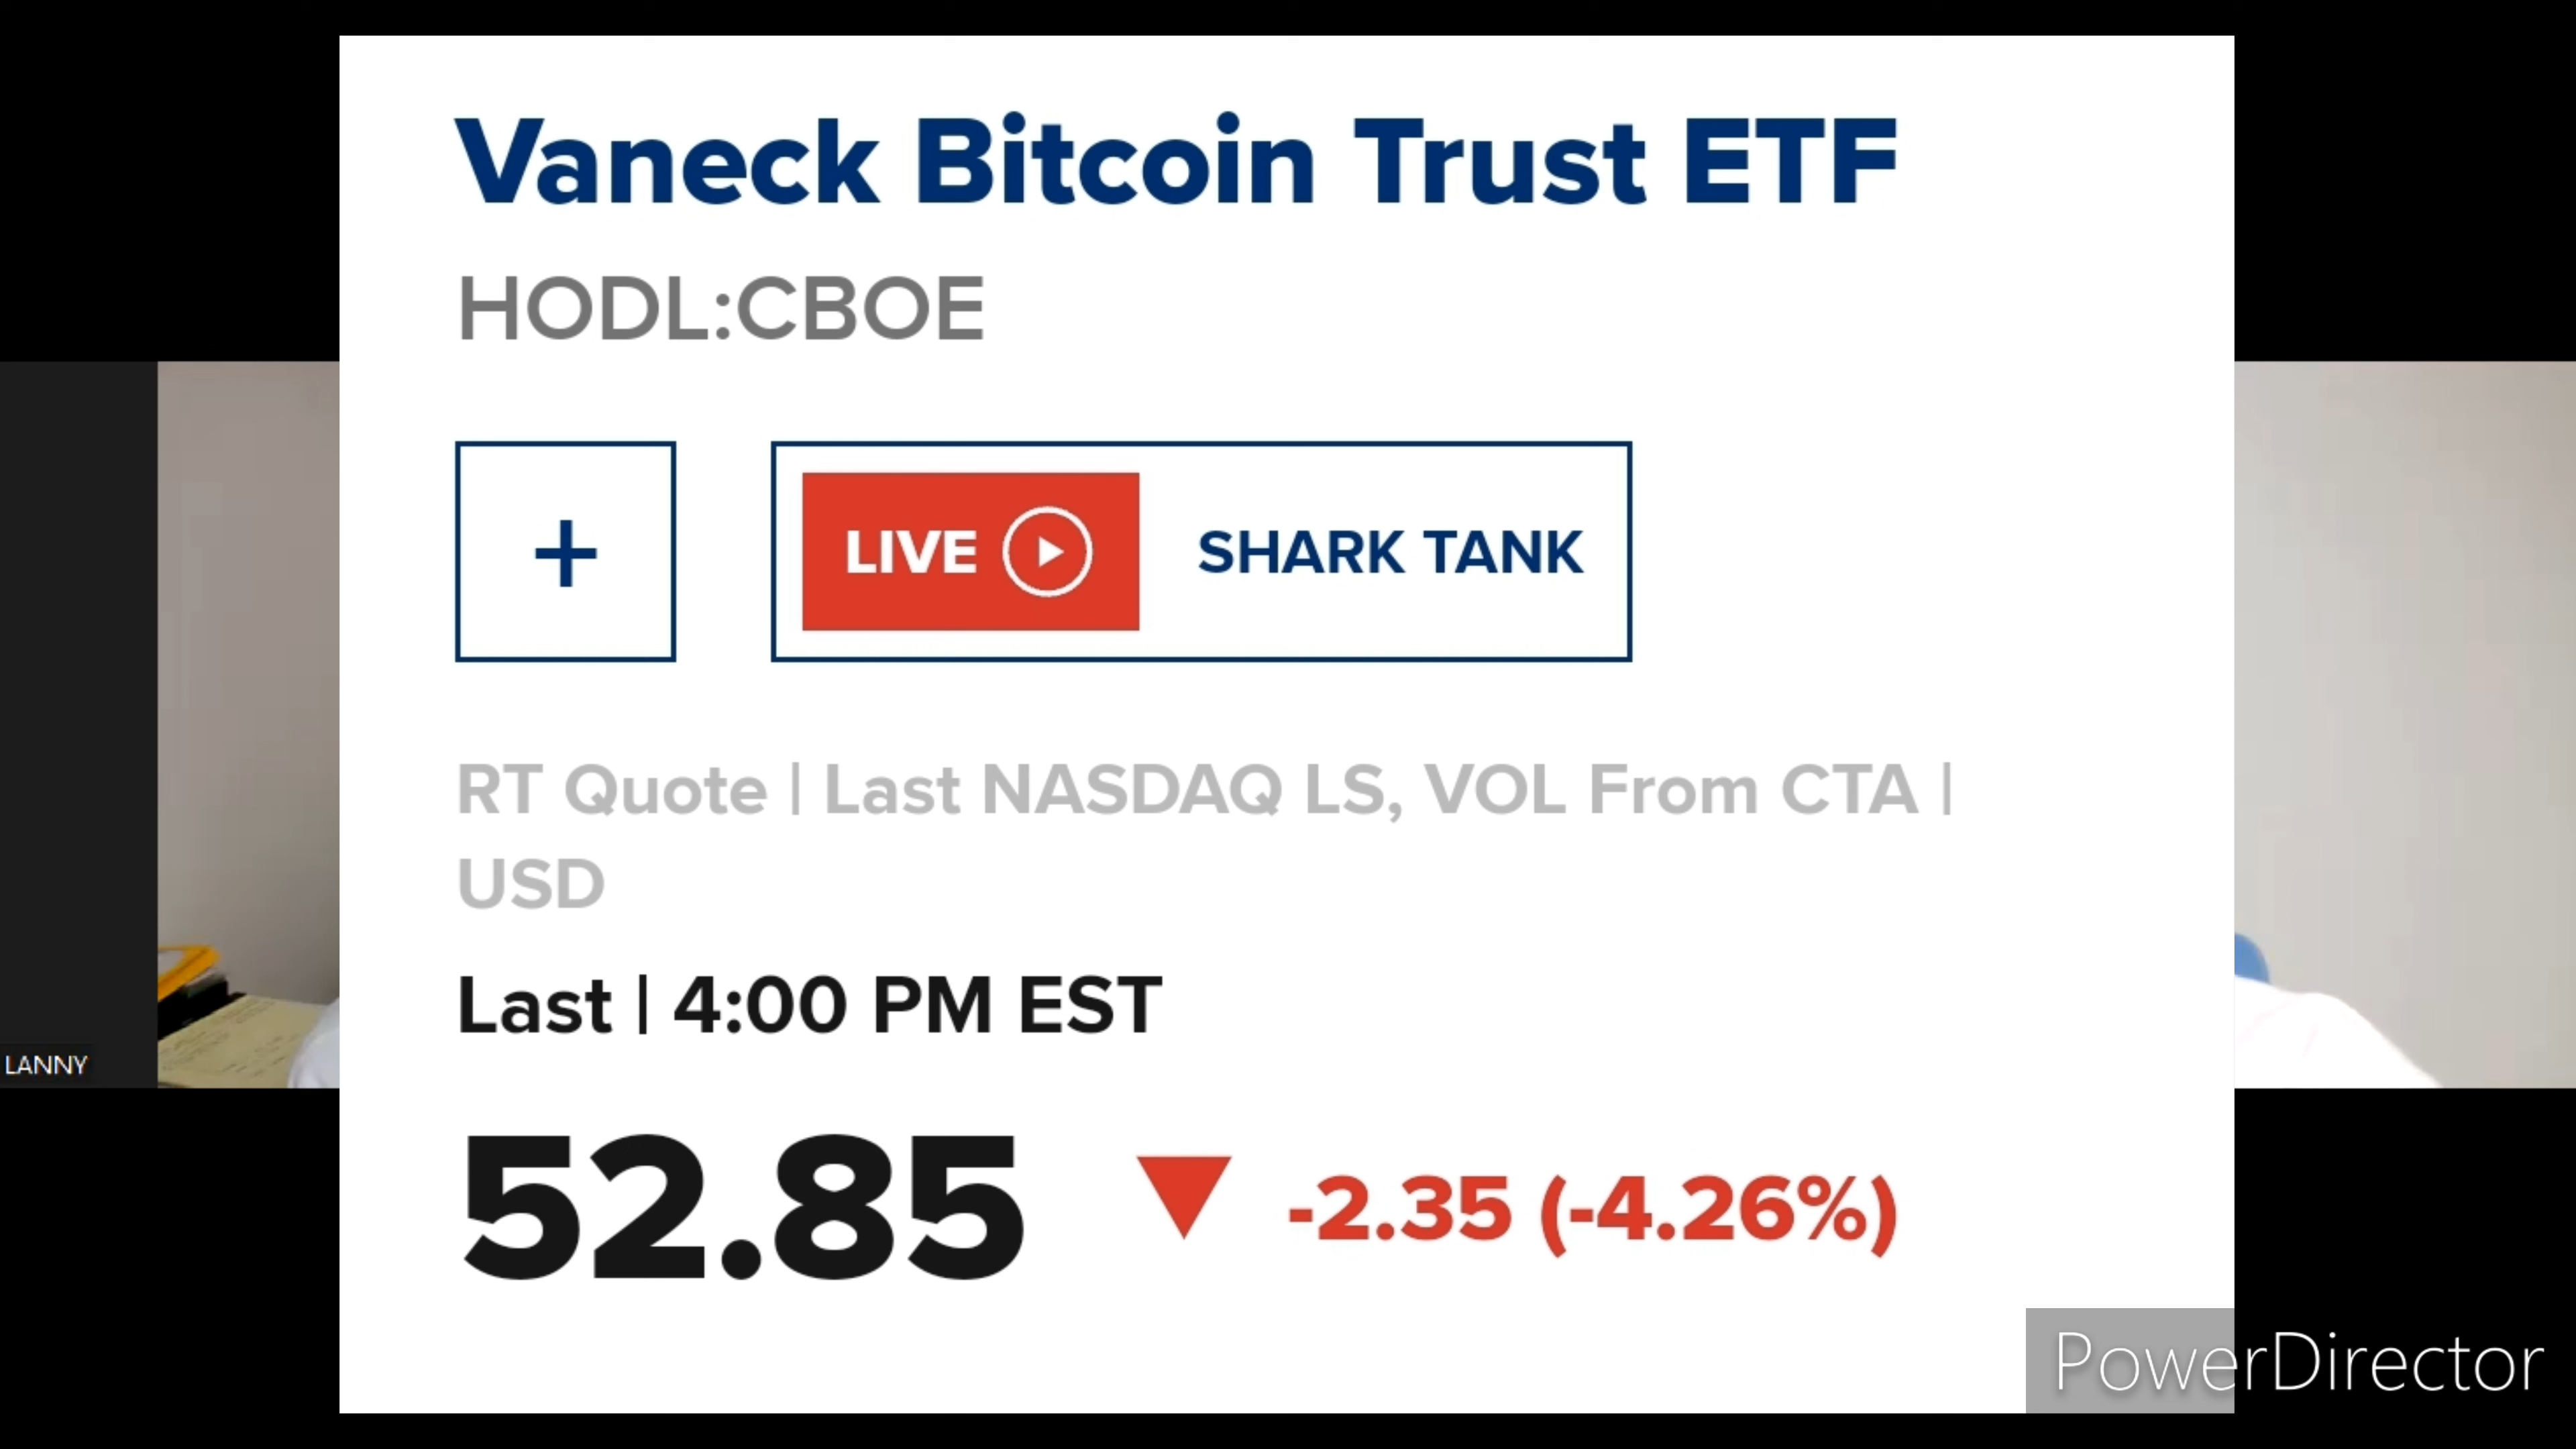 Vaneck Bitcoin Trust ETF
HODL:CBOE
+
LIVE SHARK TANK
RT Quote | Last NASDAQ LS, VOL From CTA |
USD
Last | 4:00 PM EST
LANNY
52.85 -2.35 (-4.26%)
PowerDirector